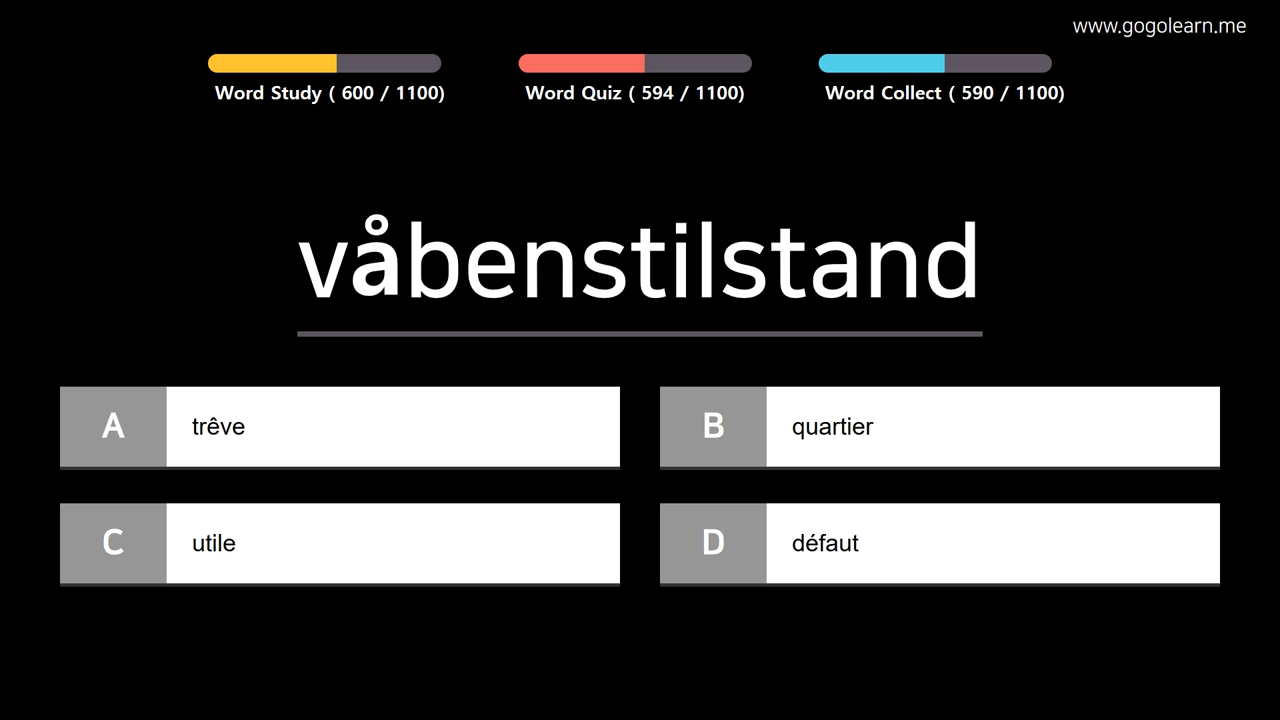 www.gogolearn.me
Word Study ( 600 / 1100)
Word Quiz ( 594 / 1100)
Word Collect ( 590 / 1100)
våbenstilstand
A
trêve
B
quartier
C
utile
D
défaut